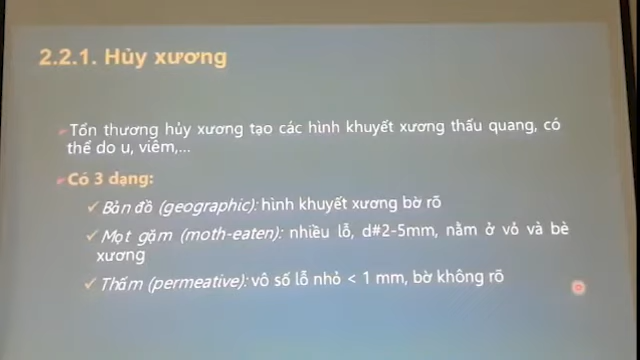 2.2.1. Hủy xương
Tổn thương hủy xương tạo các hình khuyết xương thấu quang, có
thể do u, viêm,...
Có 3 dạng:
✓ Bản đồ (geographic): hình khuyết xương bờ rõ
✓ Mọt gặm (moth-eaten): nhiều lỗ, d#2-5mm, nằm ở vỏ và bè
xương
✓ Thấm (permeative): vô số lỗ nhỏ < 1 mm, bờ không rõ